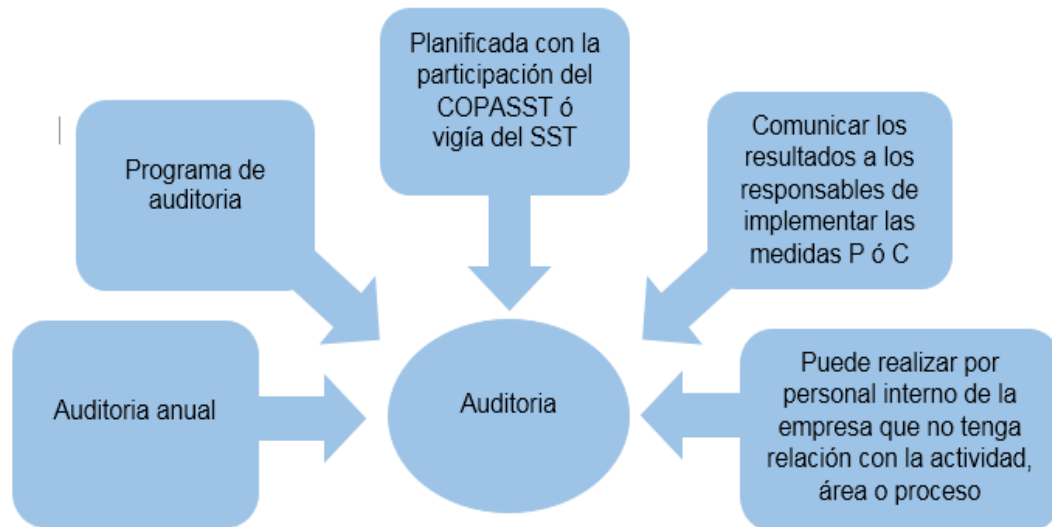 Planificada con la
participación del
COPASST ó
vigía del SST
Programa de
auditoria
Comunicar los
resultados a los
responsables de
implementar las
medidas P ó C
Auditoria anual
Auditoria
Puede realizar por
personal interno de la
empresa que no tenga
relación con la actividad,
área o proceso